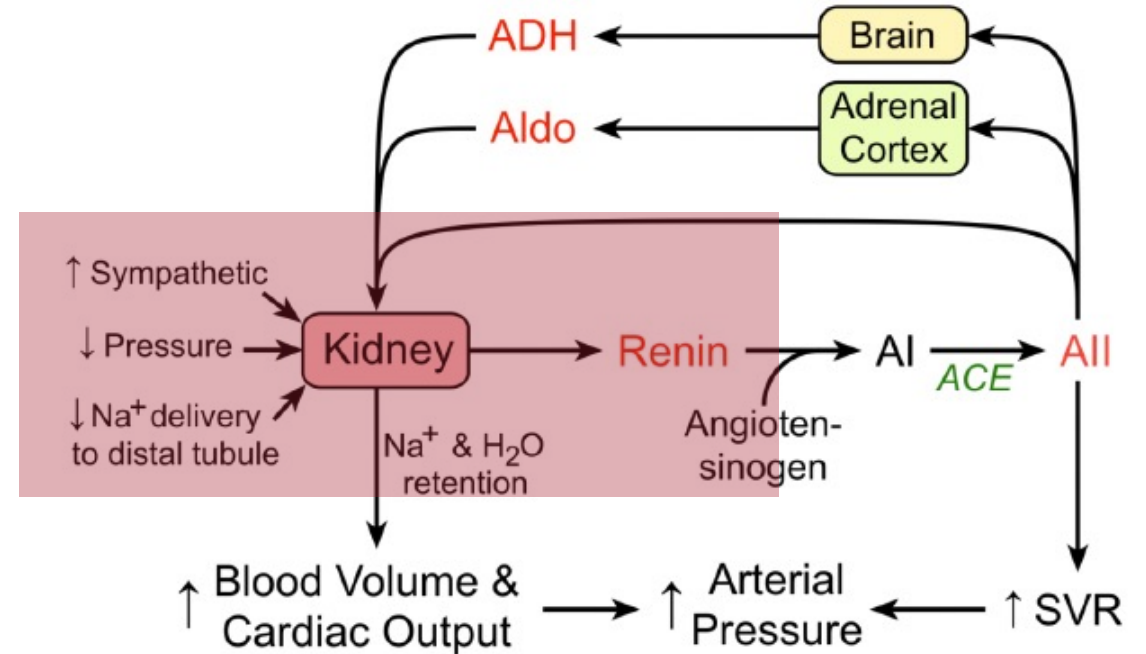 ADH
Brain
Aldo
Adrenal
Cortex
↑ Sympathetic
↓ Pressure
↓ Na⁺ delivery
to distal tubule
Kidney
Renin
AI
ACE
AII
Angioten-
sinogen
Na⁺ & H₂O
retention
↑ Blood Volume &
Cardiac Output
↑ Arterial
Pressure
↑ SVR